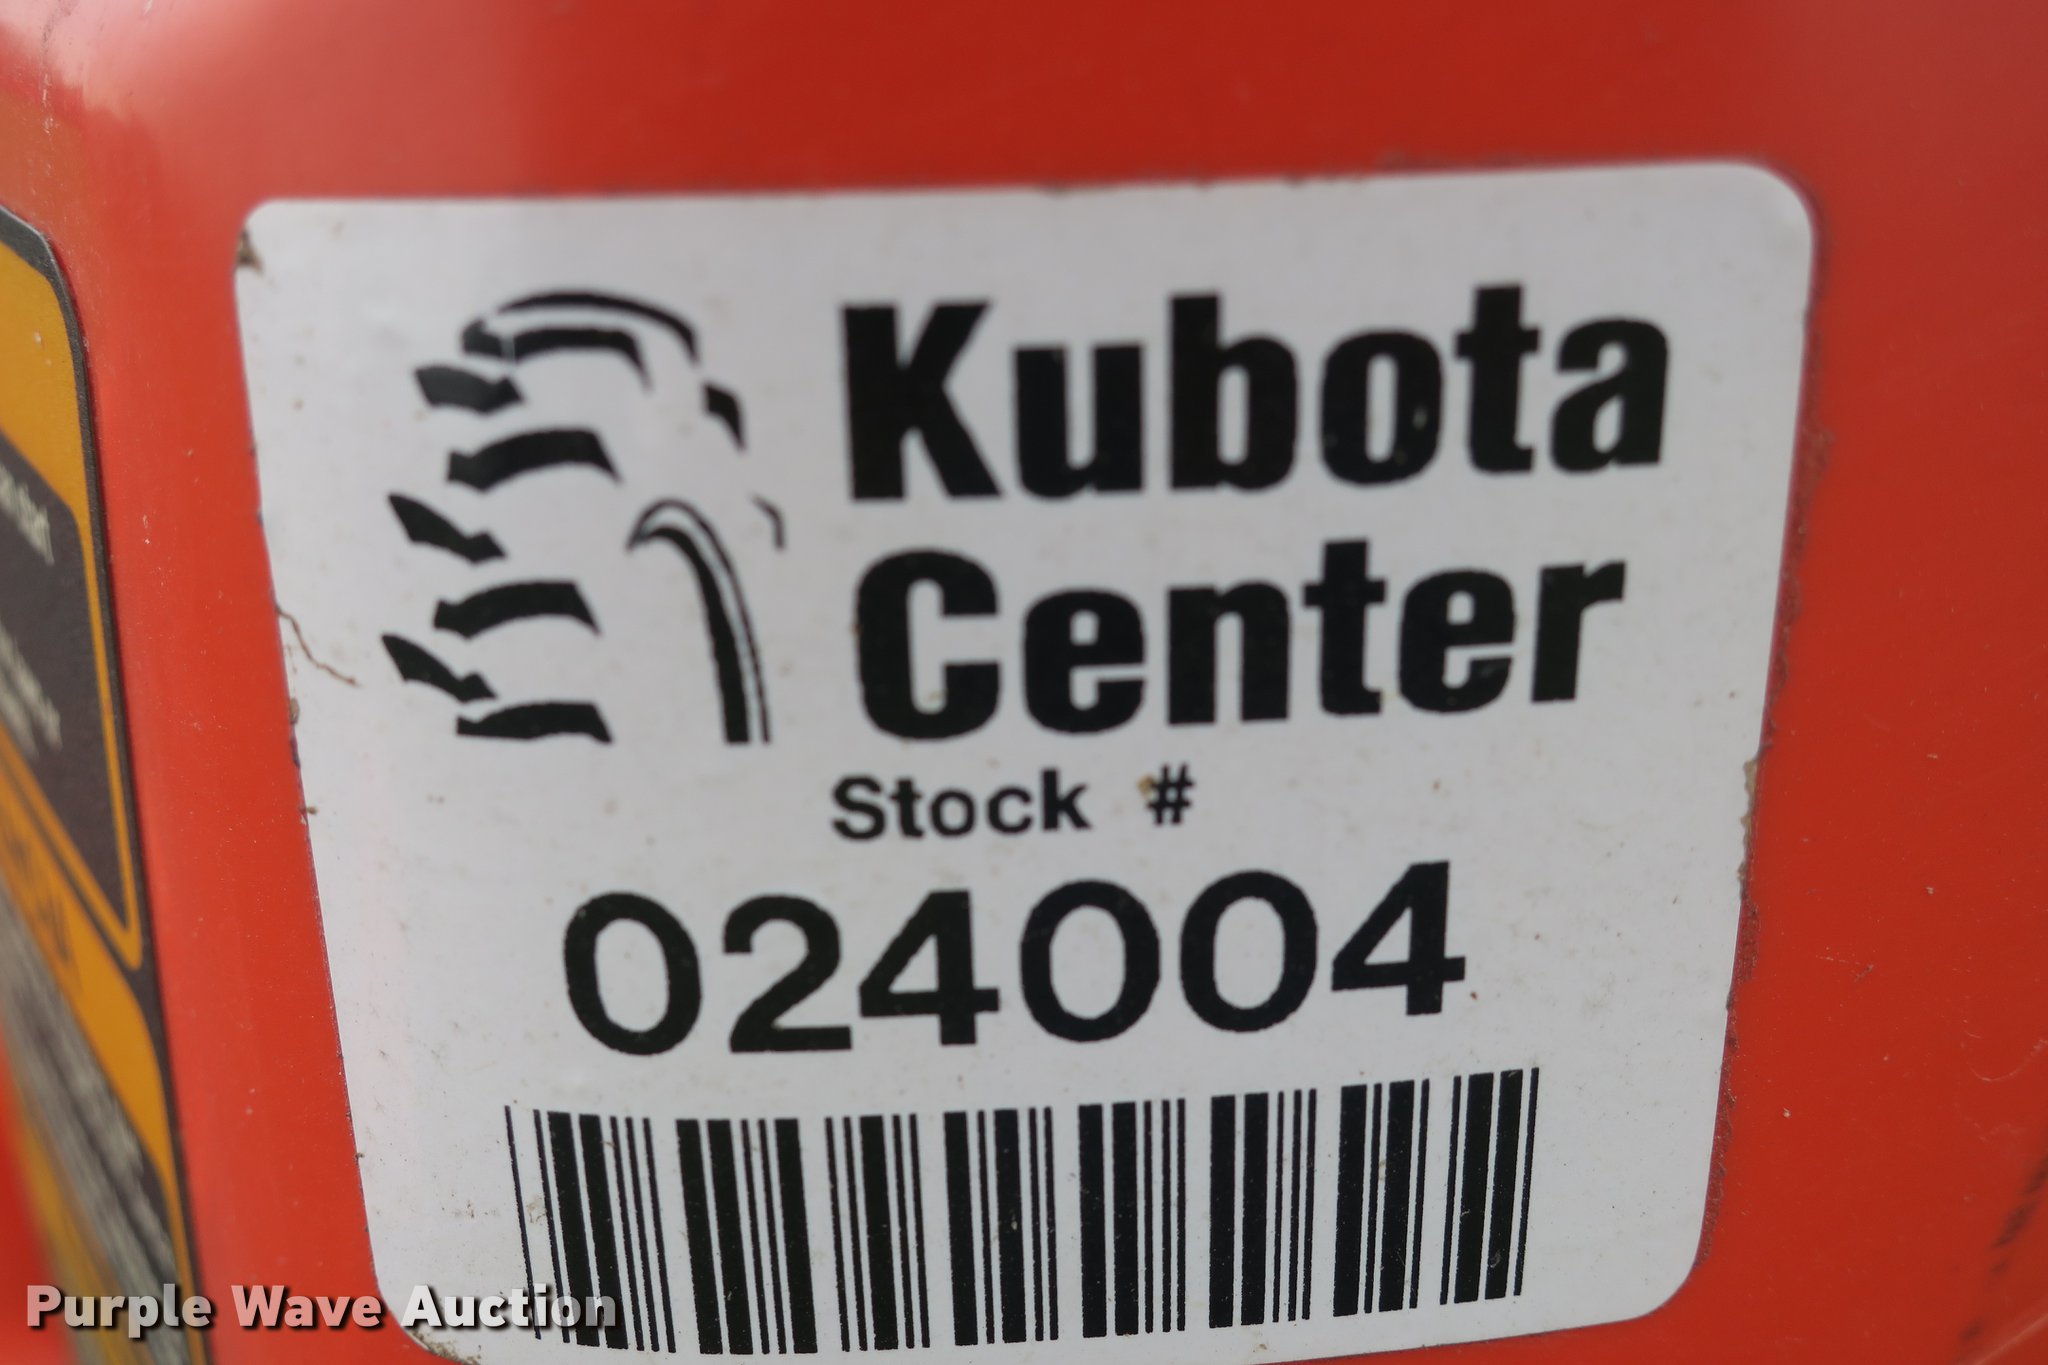 Kubota
Center
Stock #
024004
Purple Wave Auction